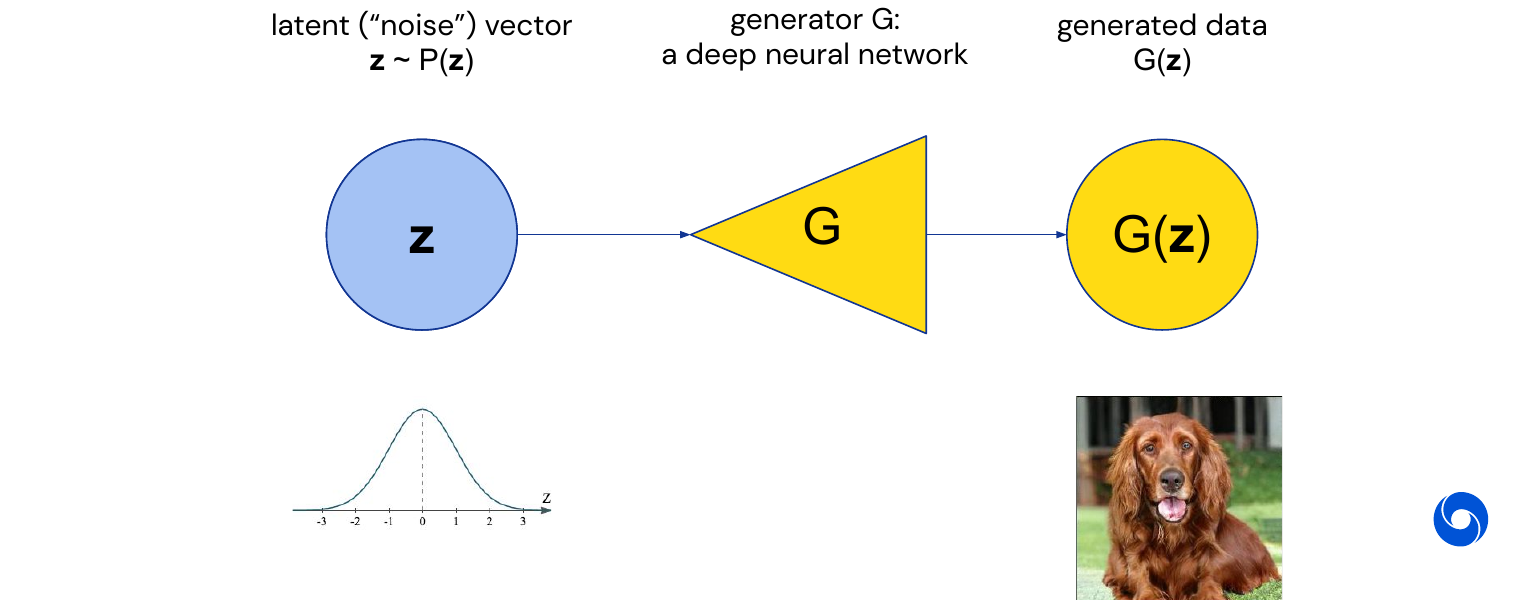 latent (“noise”) vector
z ~ P(z)
generator G:
a deep neural network
generated data
G(z)
z
G
G(z)
Z
-3 -2 -1 0 1 2 3